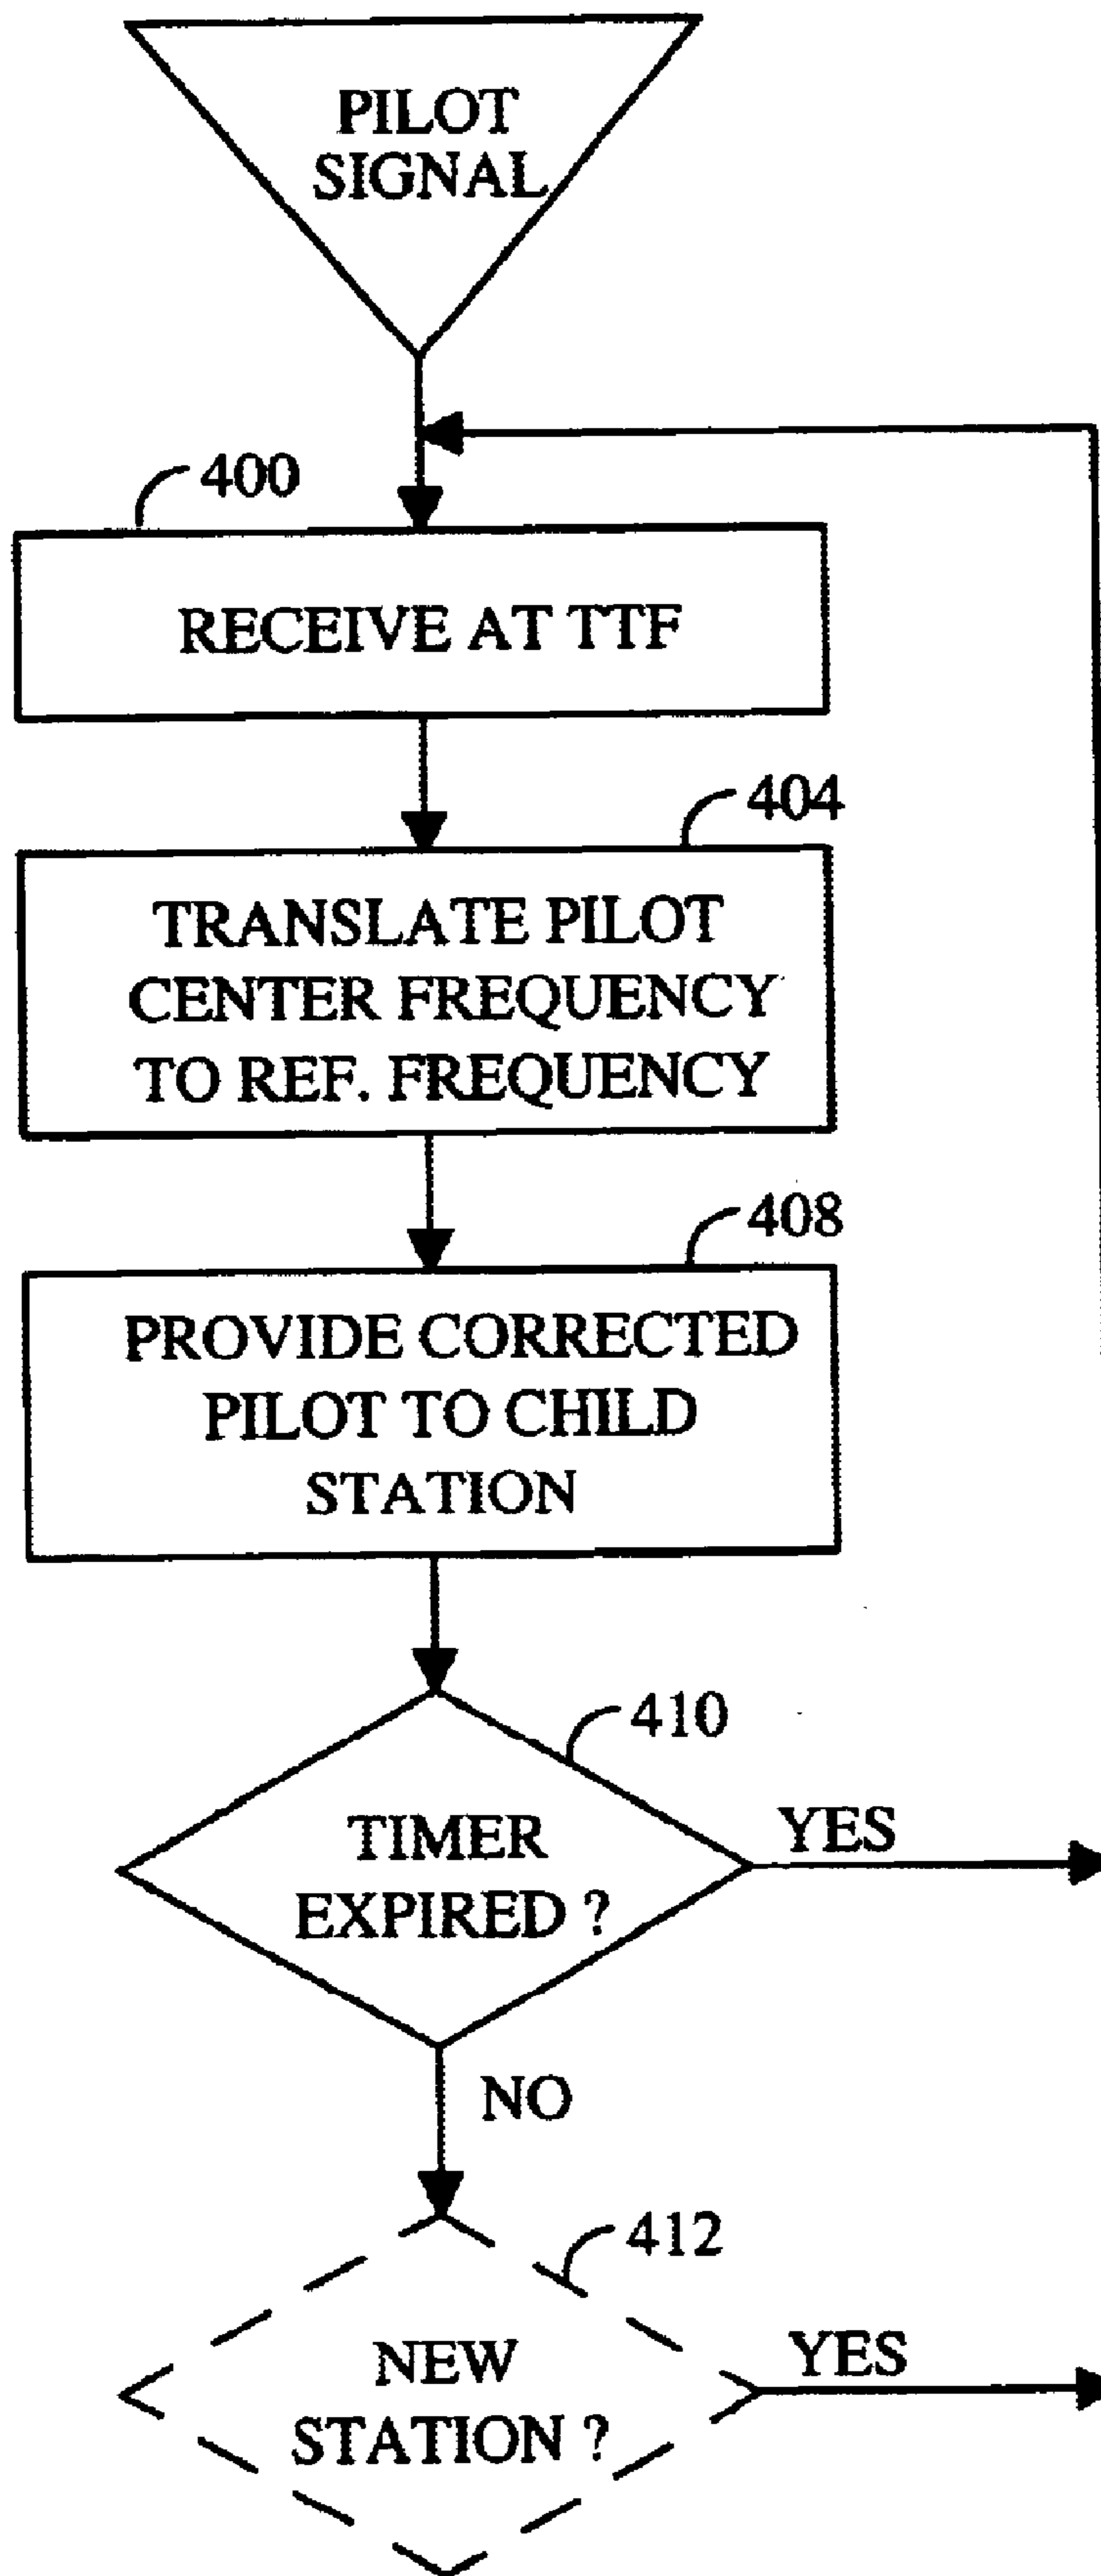 PILOT
SIGNAL
400
RECEIVE AT TTF
404
TRANSLATE PILOT
CENTER FREQUENCY
TO REF. FREQUENCY
408
PROVIDE CORRECTED
PILOT TO CHILD
STATION
410
TIMER
EXPIRED ?
YES
NO
412
NEW
STATION ?
YES